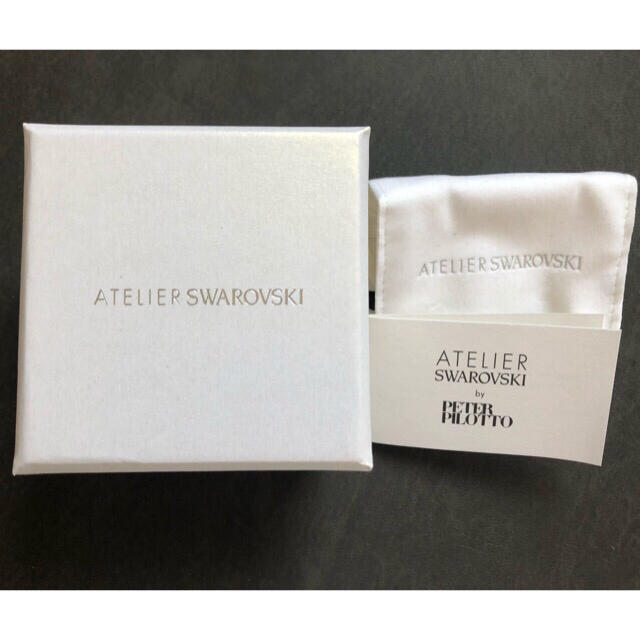 ATELIER SWAROVSKI
ATELIER SWAROVSKI
ATELIER
SWAROVSKI
by
PETER
PILOTTO